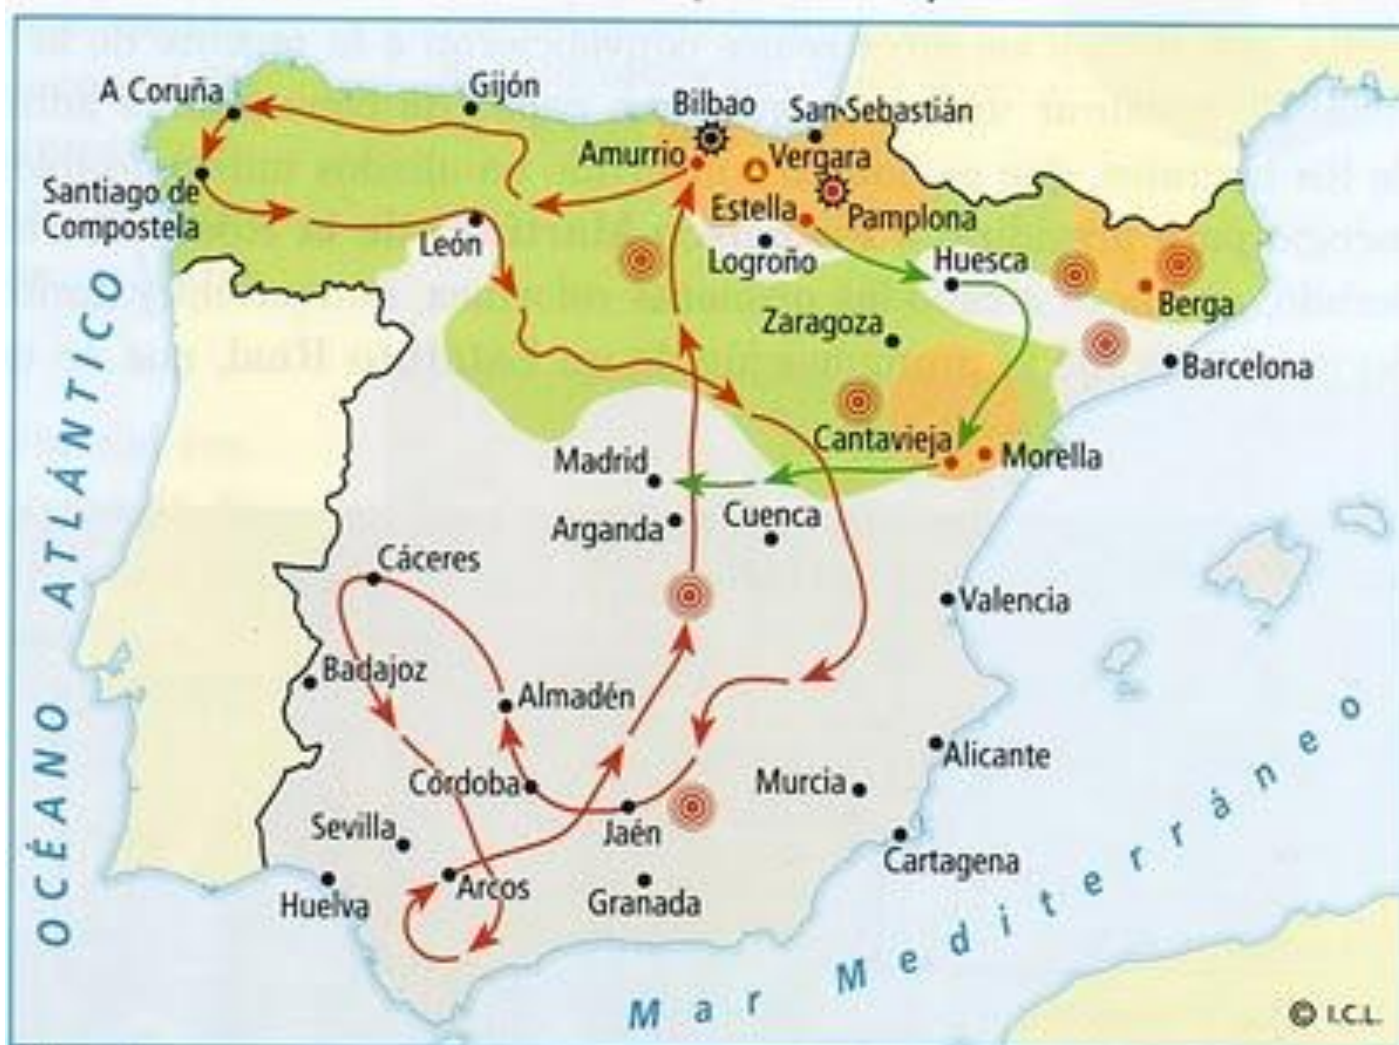 A Coruña
Gijón
Bilbao
San Sebastián
Amurrio
Vergara
Santiago de
Compostela
Estella
Pamplona
León
Logroño
Huesca
Berga
Zaragoza
Barcelona
Cantavieja
Morella
Madrid
Cuenca
Arganda
Cáceres
Valencia
Badajoz
Almadén
Alicante
Córdoba
Murcia
Sevilla
Jaén
Cartagena
Arcos
Huelva
Granada
OCÉANO ATLÁNTICO
Mar Mediterráneo
© I.C.L.